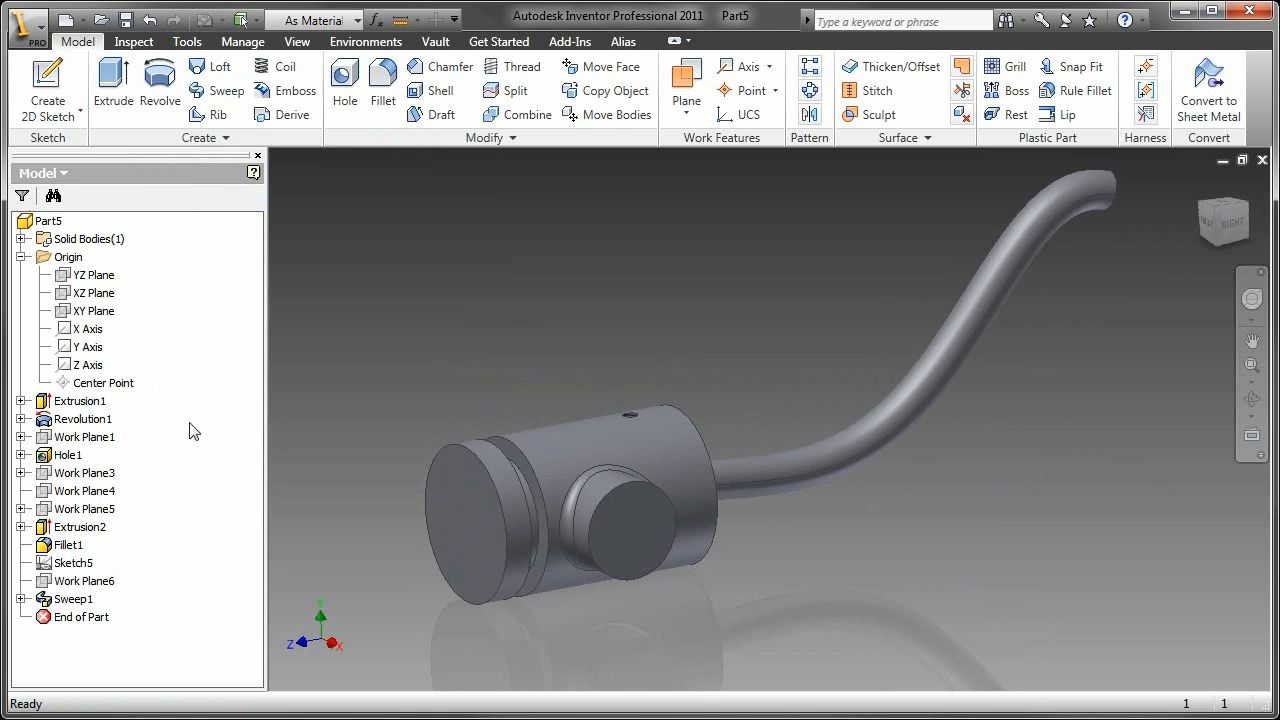 PRO
As Material
Autodesk Inventor Professional 2011 Part5
Type a keyword or phrase
Model Inspect Tools Manage View Environments Vault Get Started Add-Ins Alias
Create 2D Sketch
Extrude
Revolve
Loft
Sweep
Rib
Coil
Emboss
Derive
Hole
Fillet
Chamfer
Shell
Draft
Thread
Split
Combine
Move Face
Copy Object
Move Bodies
Plane
Axis
Point
UCS
Thicken/Offset
Stitch
Sculpt
Grill
Boss
Rest
Snap Fit
Rule Fillet
Lip
Convert to Sheet Metal
Sketch Create Modify Work Features Pattern Surface Plastic Part Harness Convert
Model
Part5
Solid Bodies(1)
Origin
YZ Plane
XZ Plane
XY Plane
X Axis
Y Axis
Z Axis
Center Point
Extrusion1
Revolution1
Work Plane1
Hole1
Work Plane3
Work Plane4
Work Plane5
Extrusion2
Fillet1
Sketch5
Work Plane6
Sweep1
End of Part
RIGHT
Y
Z
X
Ready 1 1